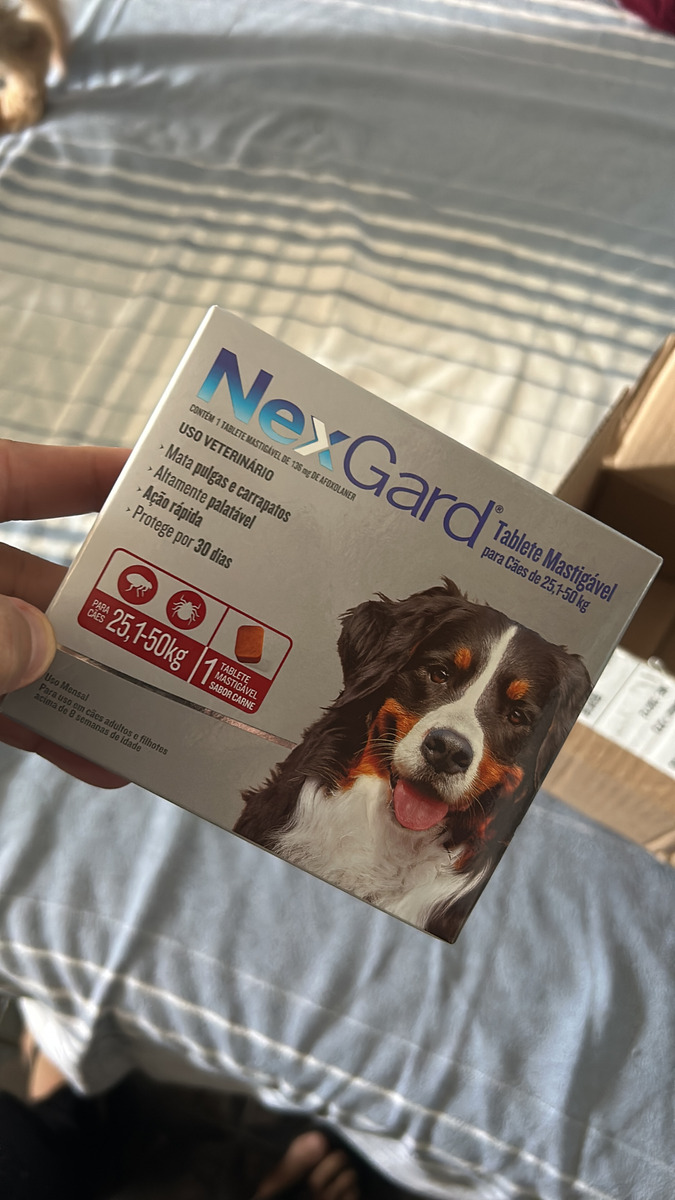 NexGard®
CONTÉM 1 TABLETE MASTIGÁVEL DE 136 mg DE AFOXOLANER
USO VETERINÁRIO
› Mata pulgas e carrapatos
› Altamente palatável
› Ação rápida
› Protege por 30 dias
Tablete Mastigável
para Cães de 25,1-50 kg
PARA
CÃES
25,1-50kg
1
TABLETE
MASTIGÁVEL
SABOR CARNE
Uso Mensal
Para uso em cães adultos e filhotes
acima de 8 semanas de idade